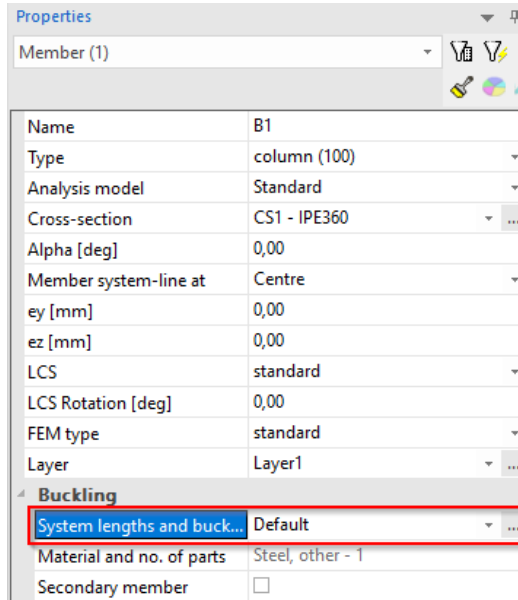 Properties
Member (1)
Name B1
Type column (100)
Analysis model Standard
Cross-section CS1 - IPE360
Alpha [deg] 0,00
Member system-line at Centre
ey [mm] 0,00
ez [mm] 0,00
LCS standard
LCS Rotation [deg] 0,00
FEM type standard
Layer Layer1
Buckling
System lengths and buck... Default
Material and no. of parts Steel, other - 1
Secondary member